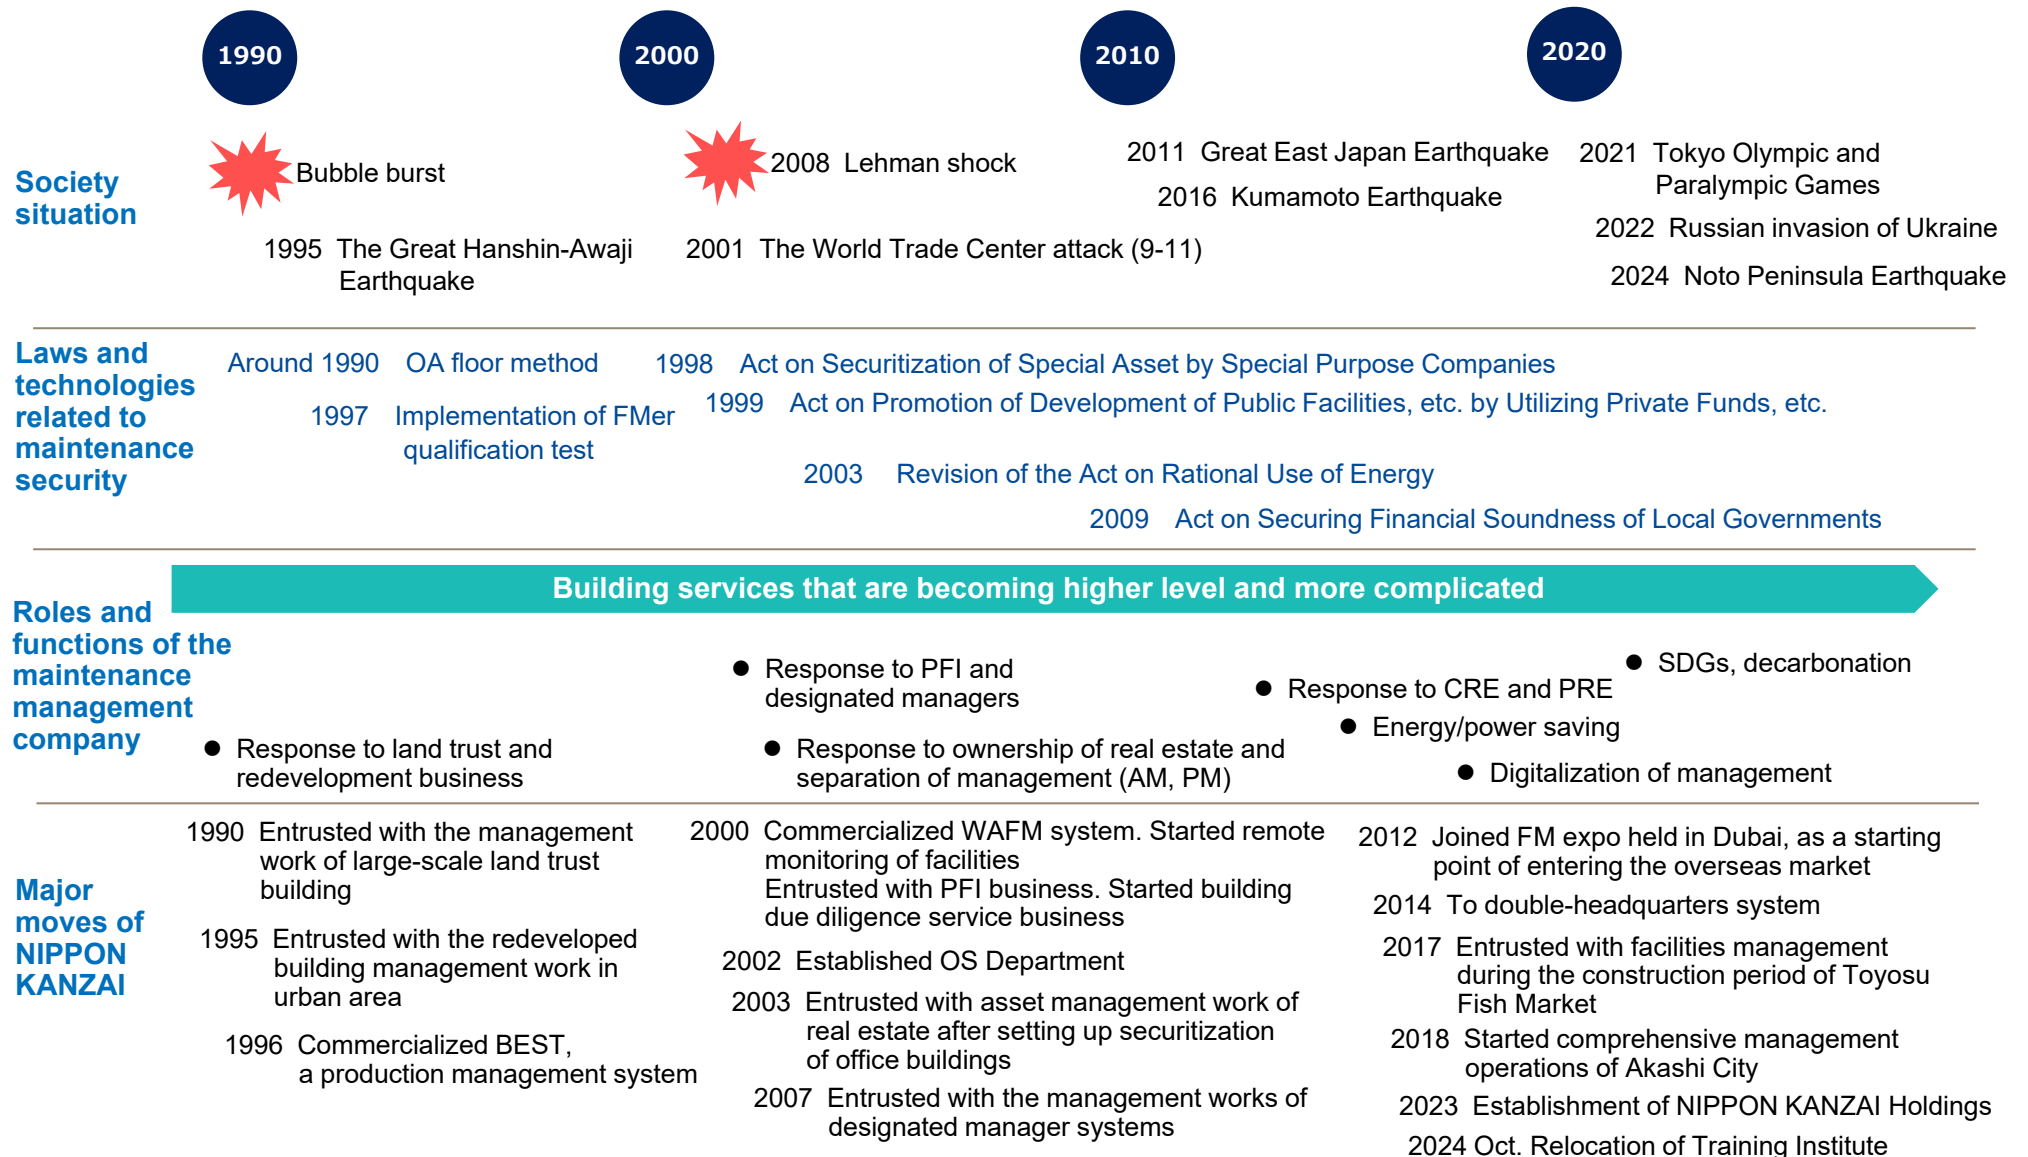 1990
2000
2010
2020
Society
situation
Bubble burst
2008 Lehman shock
2011 Great East Japan Earthquake
2016 Kumamoto Earthquake
2021 Tokyo Olympic and
Paralympic Games
2022 Russian invasion of Ukraine
2024 Noto Peninsula Earthquake
1995 The Great Hanshin-Awaji
Earthquake
2001 The World Trade Center attack (9-11)
Laws and
technologies
related to
maintenance
security
Around 1990 OA floor method
1998 Act on Securitization of Special Asset by Special Purpose Companies
1997 Implementation of FMer
qualification test
1999 Act on Promotion of Development of Public Facilities, etc. by Utilizing Private Funds, etc.
2003 Revision of the Act on Rational Use of Energy
2009 Act on Securing Financial Soundness of Local Governments
Building services that are becoming higher level and more complicated
Roles and
functions of the
maintenance
management
company
● Response to land trust and
redevelopment business
● Response to PFI and
designated managers
● Response to ownership of real estate and
separation of management (AM, PM)
● Response to CRE and PRE
● Energy/power saving
● SDGs, decarbonation
● Digitalization of management
Major
moves of
NIPPON
KANZAI
1990 Entrusted with the management
work of large-scale land trust
building
1995 Entrusted with the redeveloped
building management work in
urban area
1996 Commercialized BEST,
a production management system
2000 Commercialized WAFM system. Started remote
monitoring of facilities
Entrusted with PFI business. Started building
due diligence service business
2002 Established OS Department
2003 Entrusted with asset management work of
real estate after setting up securitization
of office buildings
2007 Entrusted with the management works of
designated manager systems
2012 Joined FM expo held in Dubai, as a starting
point of entering the overseas market
2014 To double-headquarters system
2017 Entrusted with facilities management
during the construction period of Toyosu
Fish Market
2018 Started comprehensive management
operations of Akashi City
2023 Establishment of NIPPON KANZAI Holdings
2024 Oct. Relocation of Training Institute